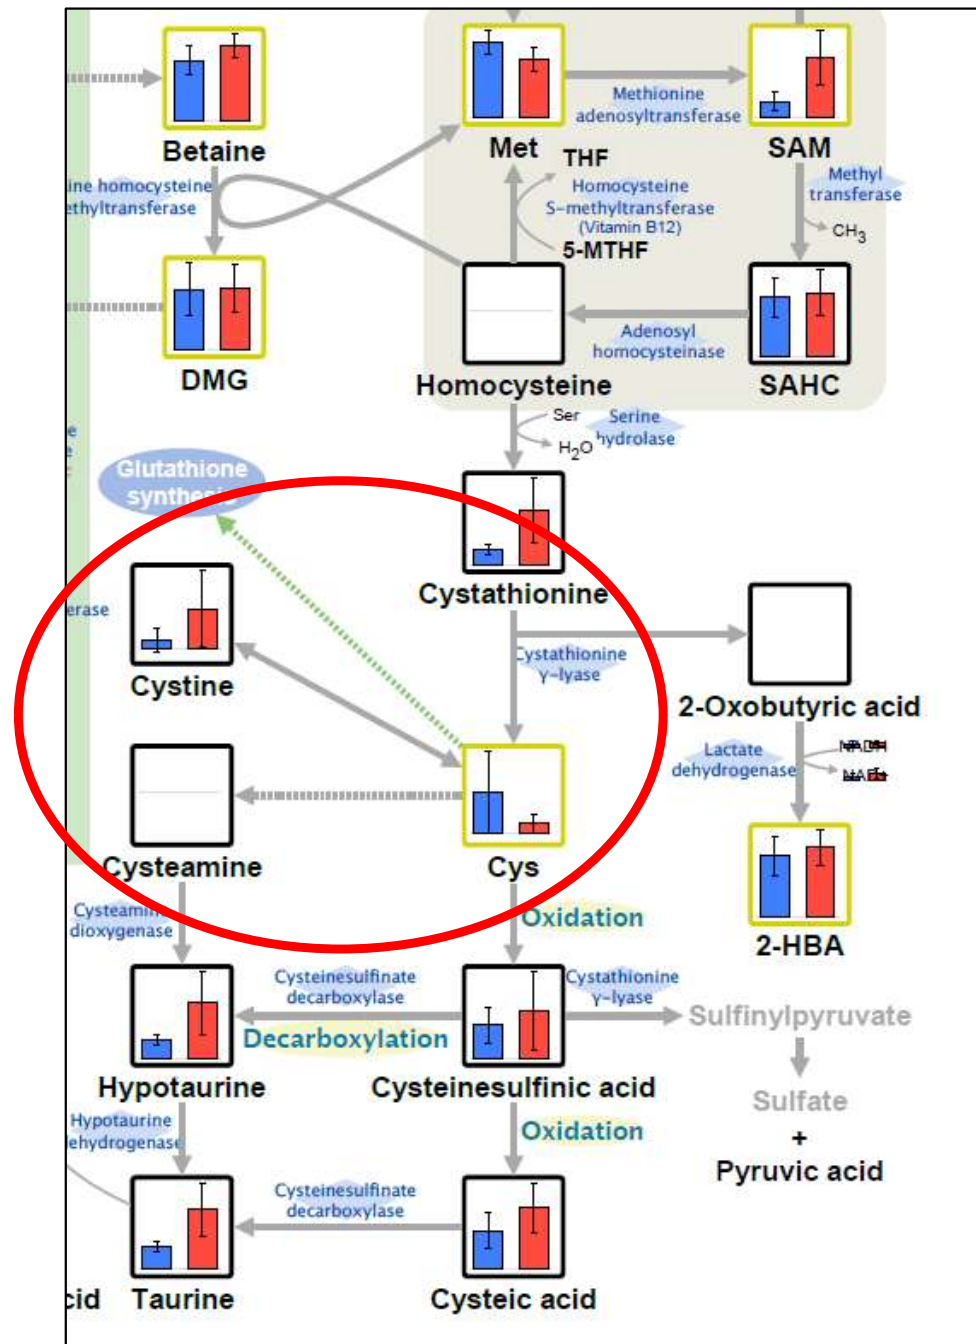 Betaine
Met
SAM
Methionine
adenosyltransferase
THF
Homocysteine
S-methyltransferase
(Vitamin B12)
5-MTHF
Methyl
transferase
CH3
ine homocysteine
ethyltransferase
DMG
Homocysteine
Adenosyl
homocysteinase
SAHC
Ser
H2O
Serine
hydrolase
Glutathione
synthesis
Cystathionine
erase
Cystine
Cystathionine
γ-lyase
2-Oxobutyric acid
Lactate
dehydrogenase
Cysteamine
Cys
2-HBA
Cysteamine
dioxygenase
Oxidation
Cysteinesulfinate
decarboxylase
Decarboxylation
Cystathionine
γ-lyase
Sulfinylpyruvate
Hypotaurine
Cysteinesulfinic acid
Sulfate
+
Pyruvic acid
Hypotaurine
ehydrogenase
Oxidation
Cysteinesulfinate
decarboxylase
cid
Taurine
Cysteic acid